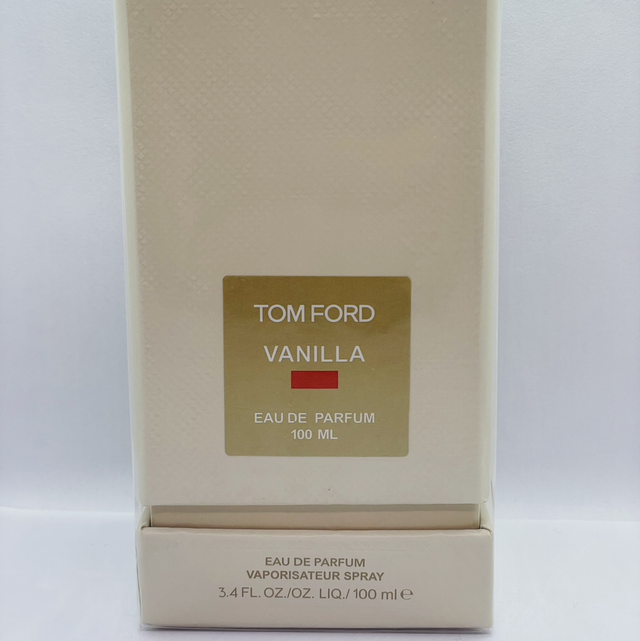 TOM FORD
VANILLA
EAU DE PARFUM
100 ML
EAU DE PARFUM
VAPORISATEUR SPRAY
3.4 FL. OZ./OZ. LIQ./ 100 ml ℮